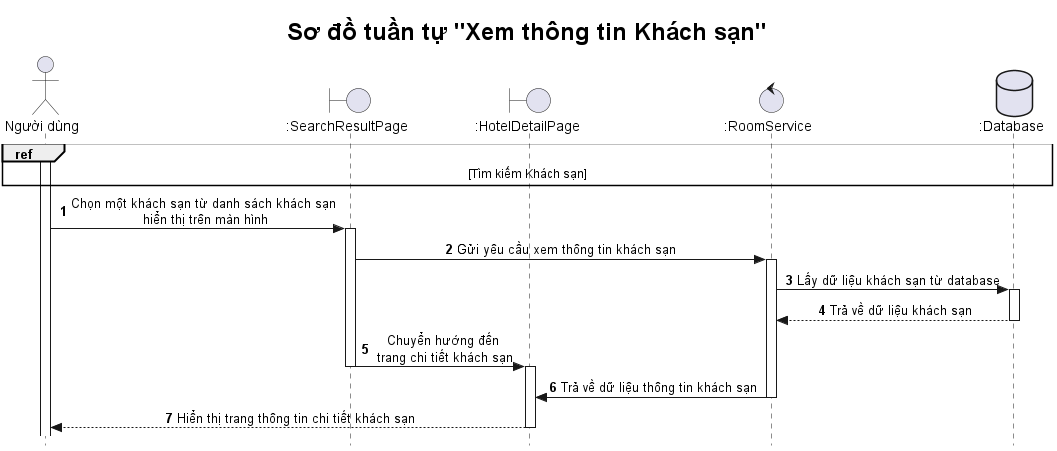 Sơ đồ tuần tự "Xem thông tin Khách sạn"
Người dùng
:SearchResultPage
:HotelDetailPage
:RoomService
:Database
ref
[Tìm kiếm Khách sạn]
1 Chọn một khách sạn từ danh sách khách sạn
hiển thị trên màn hình
2 Gửi yêu cầu xem thông tin khách sạn
3 Lấy dữ liệu khách sạn từ database
4 Trả về dữ liệu khách sạn
5 Chuyển hướng đến
trang chi tiết khách sạn
6 Trả về dữ liệu thông tin khách sạn
7 Hiển thị trang thông tin chi tiết khách sạn